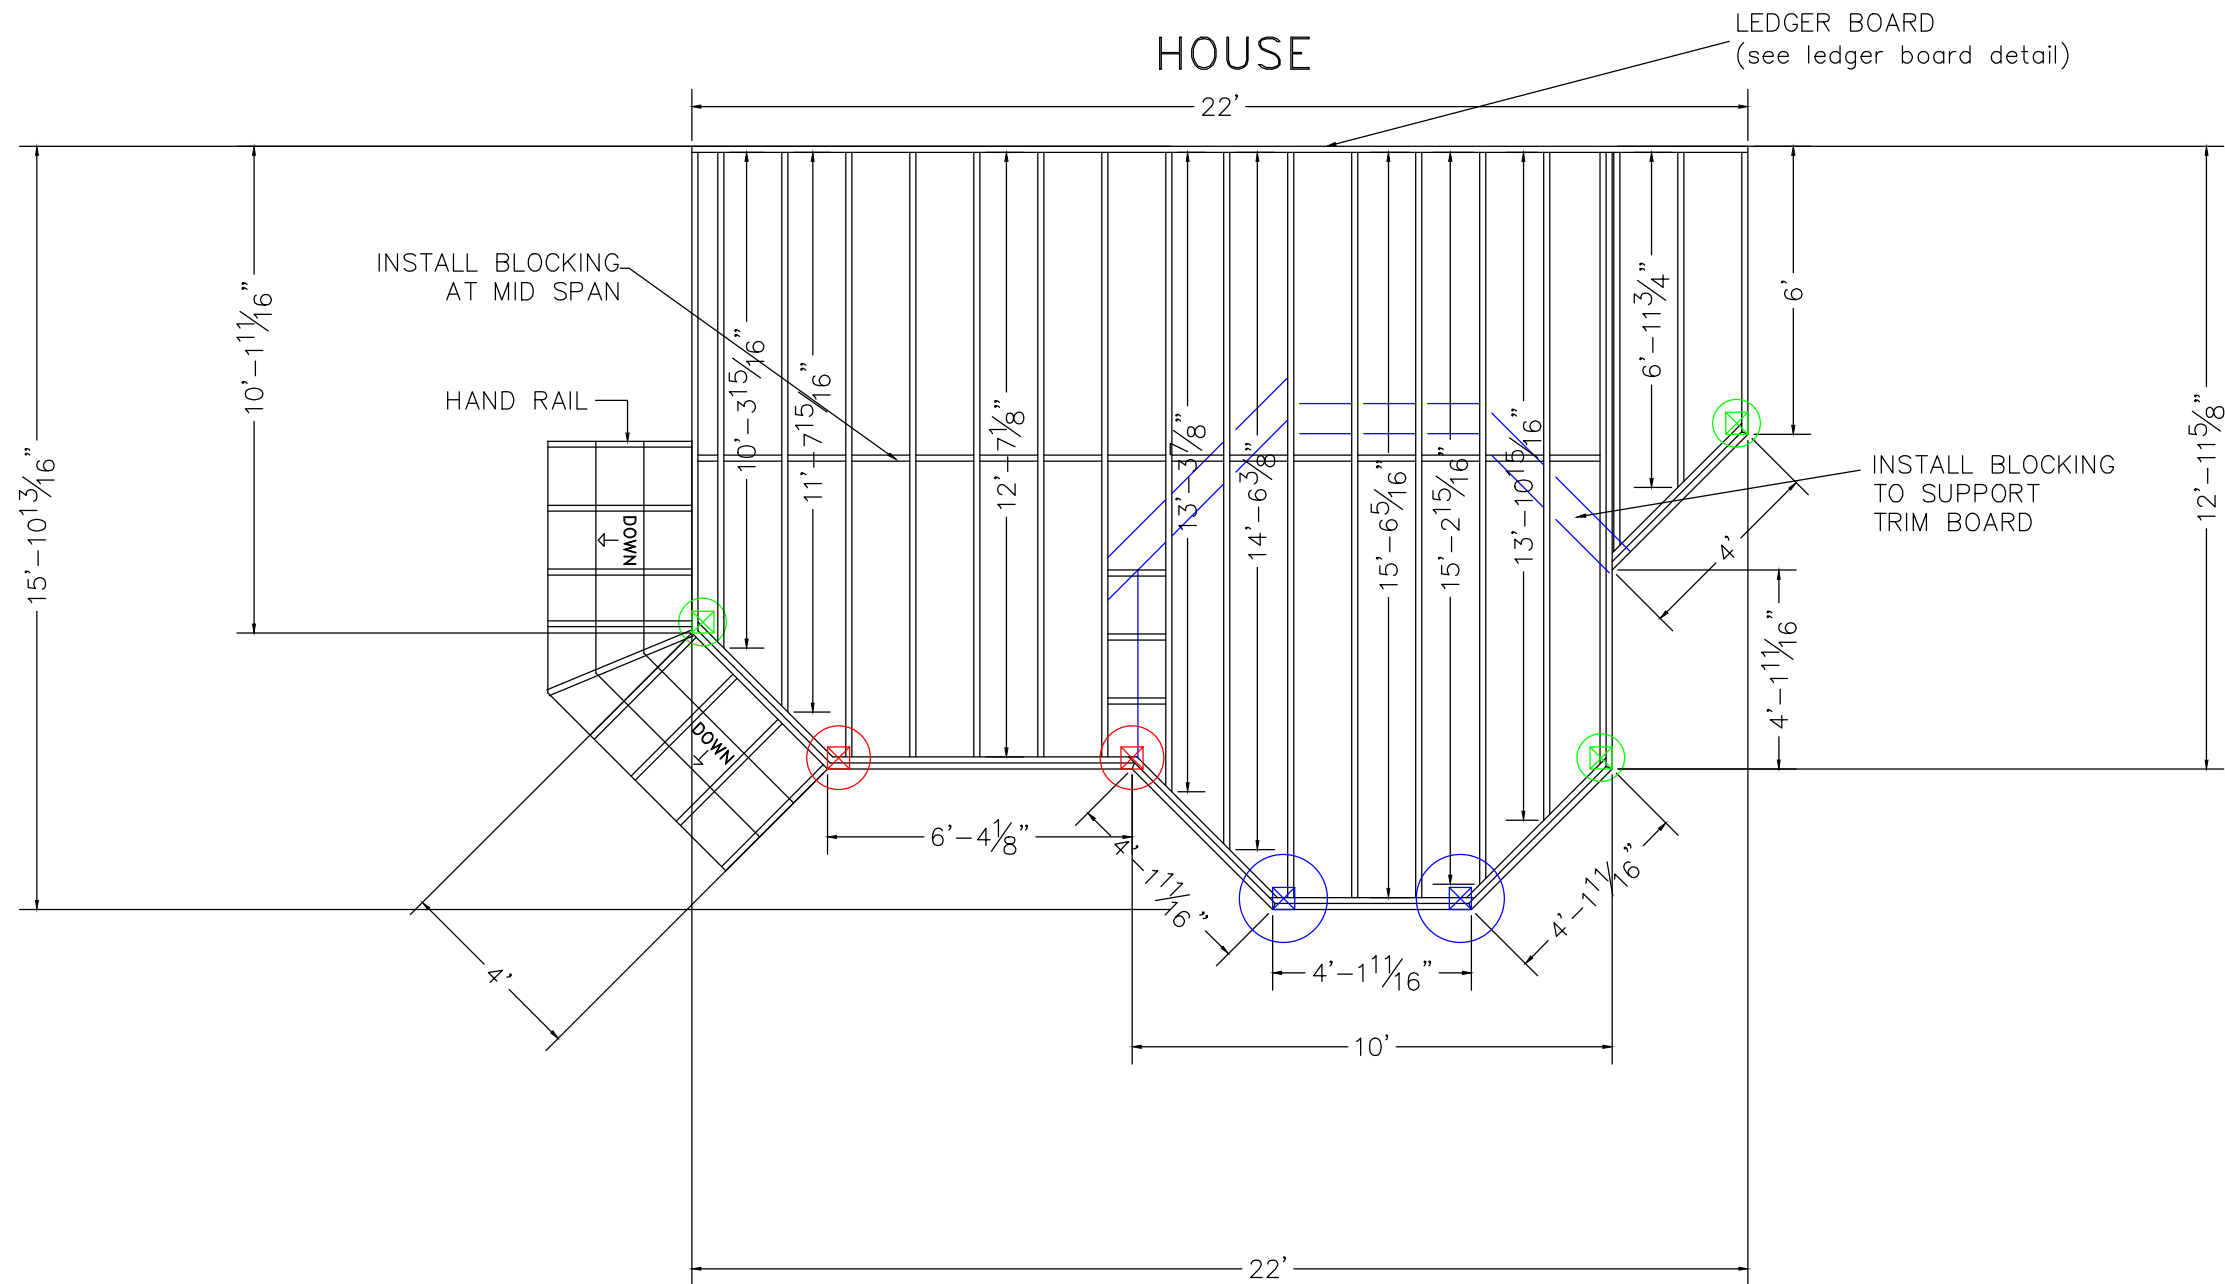 LEDGER BOARD
(see ledger board detail)
HOUSE
22'
INSTALL BLOCKING
AT MID SPAN
HAND RAIL
10'-1 11/16"
15'-10 13/16"
10'-3 15/16"
11'-7 15/16"
12'-7 1/8"
13'-3 7/8"
14'-6 3/8"
15'-6 5/16"
15'-2 15/16"
13'-10 15/16"
6'-11 3/4"
6'
12'-11 5/8"
INSTALL BLOCKING
TO SUPPORT
TRIM BOARD
DOWN
DOWN
4'
4'-1 11/16"
6'-4 1/8"
4'-1 11/16"
4'-1 11/16"
4'-1 11/16"
4'
10'
22'